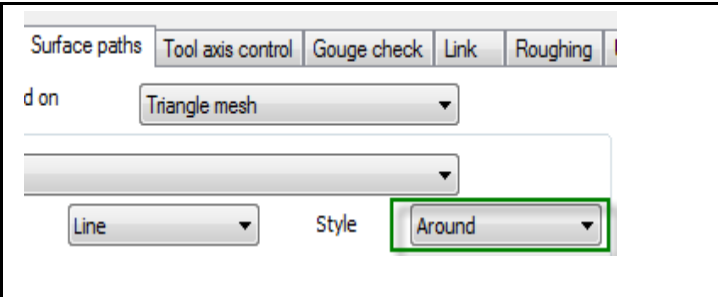 Surface paths Tool axis control Gouge check Link Roughing
d on Triangle mesh
Line Style Around